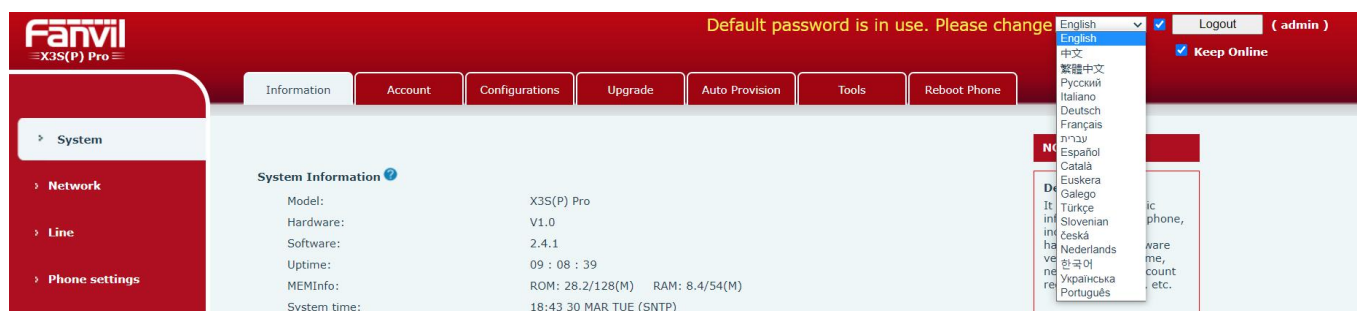 Fanvil
X3S(P) Pro
Default password is in use. Please change
English
Logout
( admin )
Keep Online
English
中文
繁體中文
Русский
Italiano
Deutsch
Français
עברית
Español
Català
Euskera
Galego
Türkçe
Slovenian
česká
Nederlands
한국어
Українська
Português
Information
Account
Configurations
Upgrade
Auto Provision
Tools
Reboot Phone
System
Network
Line
Phone settings
System Information
Model: X3S(P) Pro
Hardware: V1.0
Software: 2.4.1
Uptime: 09 : 08 : 39
MEMInfo: ROM: 28.2/128(M) RAM: 8.4/54(M)
System time: 18:43 30 MAR TUE (SNTP)
It
phone,
etc.